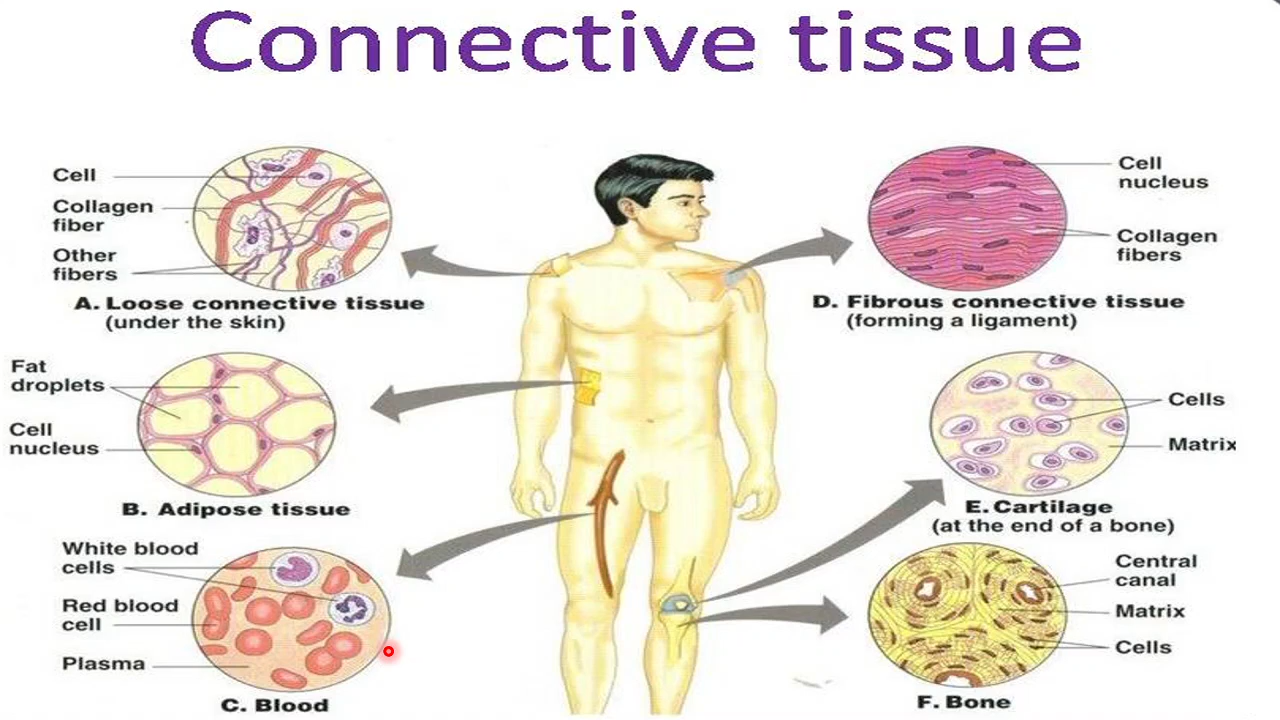 Connective tissue
Cell
Collagen
fiber
Other
fibers
A. Loose connective tissue
(under the skin)
Fat
droplets
Cell
nucleus
B. Adipose tissue
White blood
cells
Red blood
cell
Plasma
C. Blood
Cell
nucleus
Collagen
fibers
D. Fibrous connective tissue
(forming a ligament)
Cells
Matrix
E. Cartilage
(at the end of a bone)
Central
canal
Matrix
Cells
F. Bone